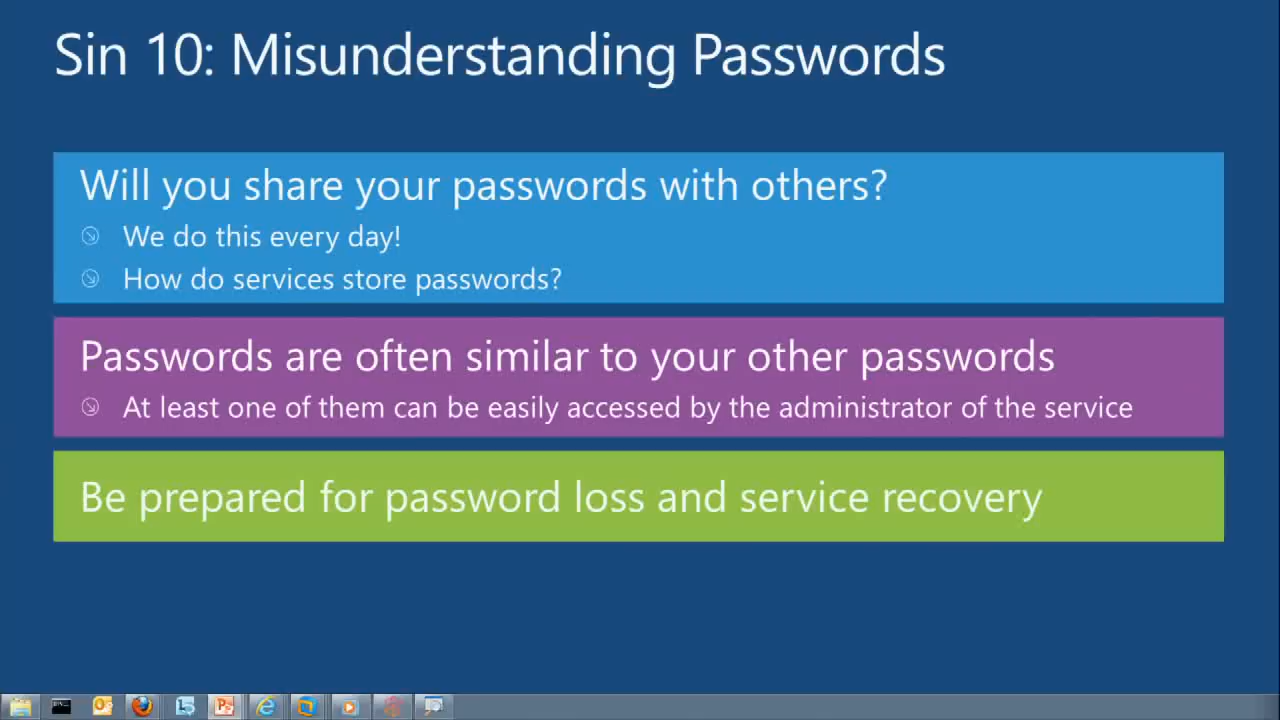 Sin 10: Misunderstanding Passwords
Will you share your passwords with others?
We do this every day!
How do services store passwords?
Passwords are often similar to your other passwords
At least one of them can be easily accessed by the administrator of the service
Be prepared for password loss and service recovery